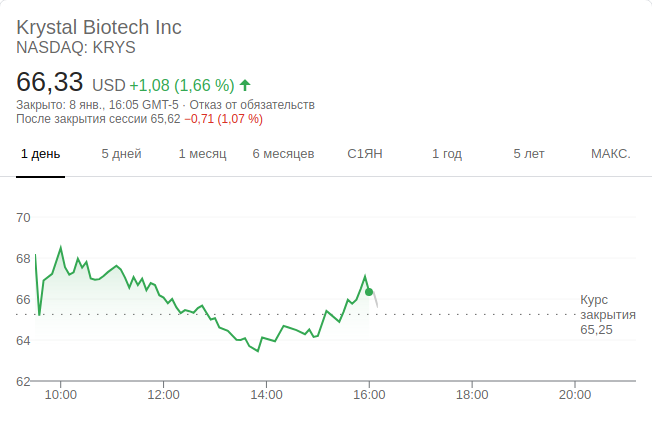 Krystal Biotech Inc
NASDAQ: KRYS
66,33 USD +1,08 (1,66 %)
Закрыто: 8 янв., 16:05 GMT-5 · Отказ от обязательств
После закрытия сессии 65,62 −0,71 (1,07 %)
1 день 5 дней 1 месяц 6 месяцев С1ЯН 1 год 5 лет МАКС.
70
68
66
Курс
закрытия
65,25
64
62
10:00 12:00 14:00 16:00 18:00 20:00